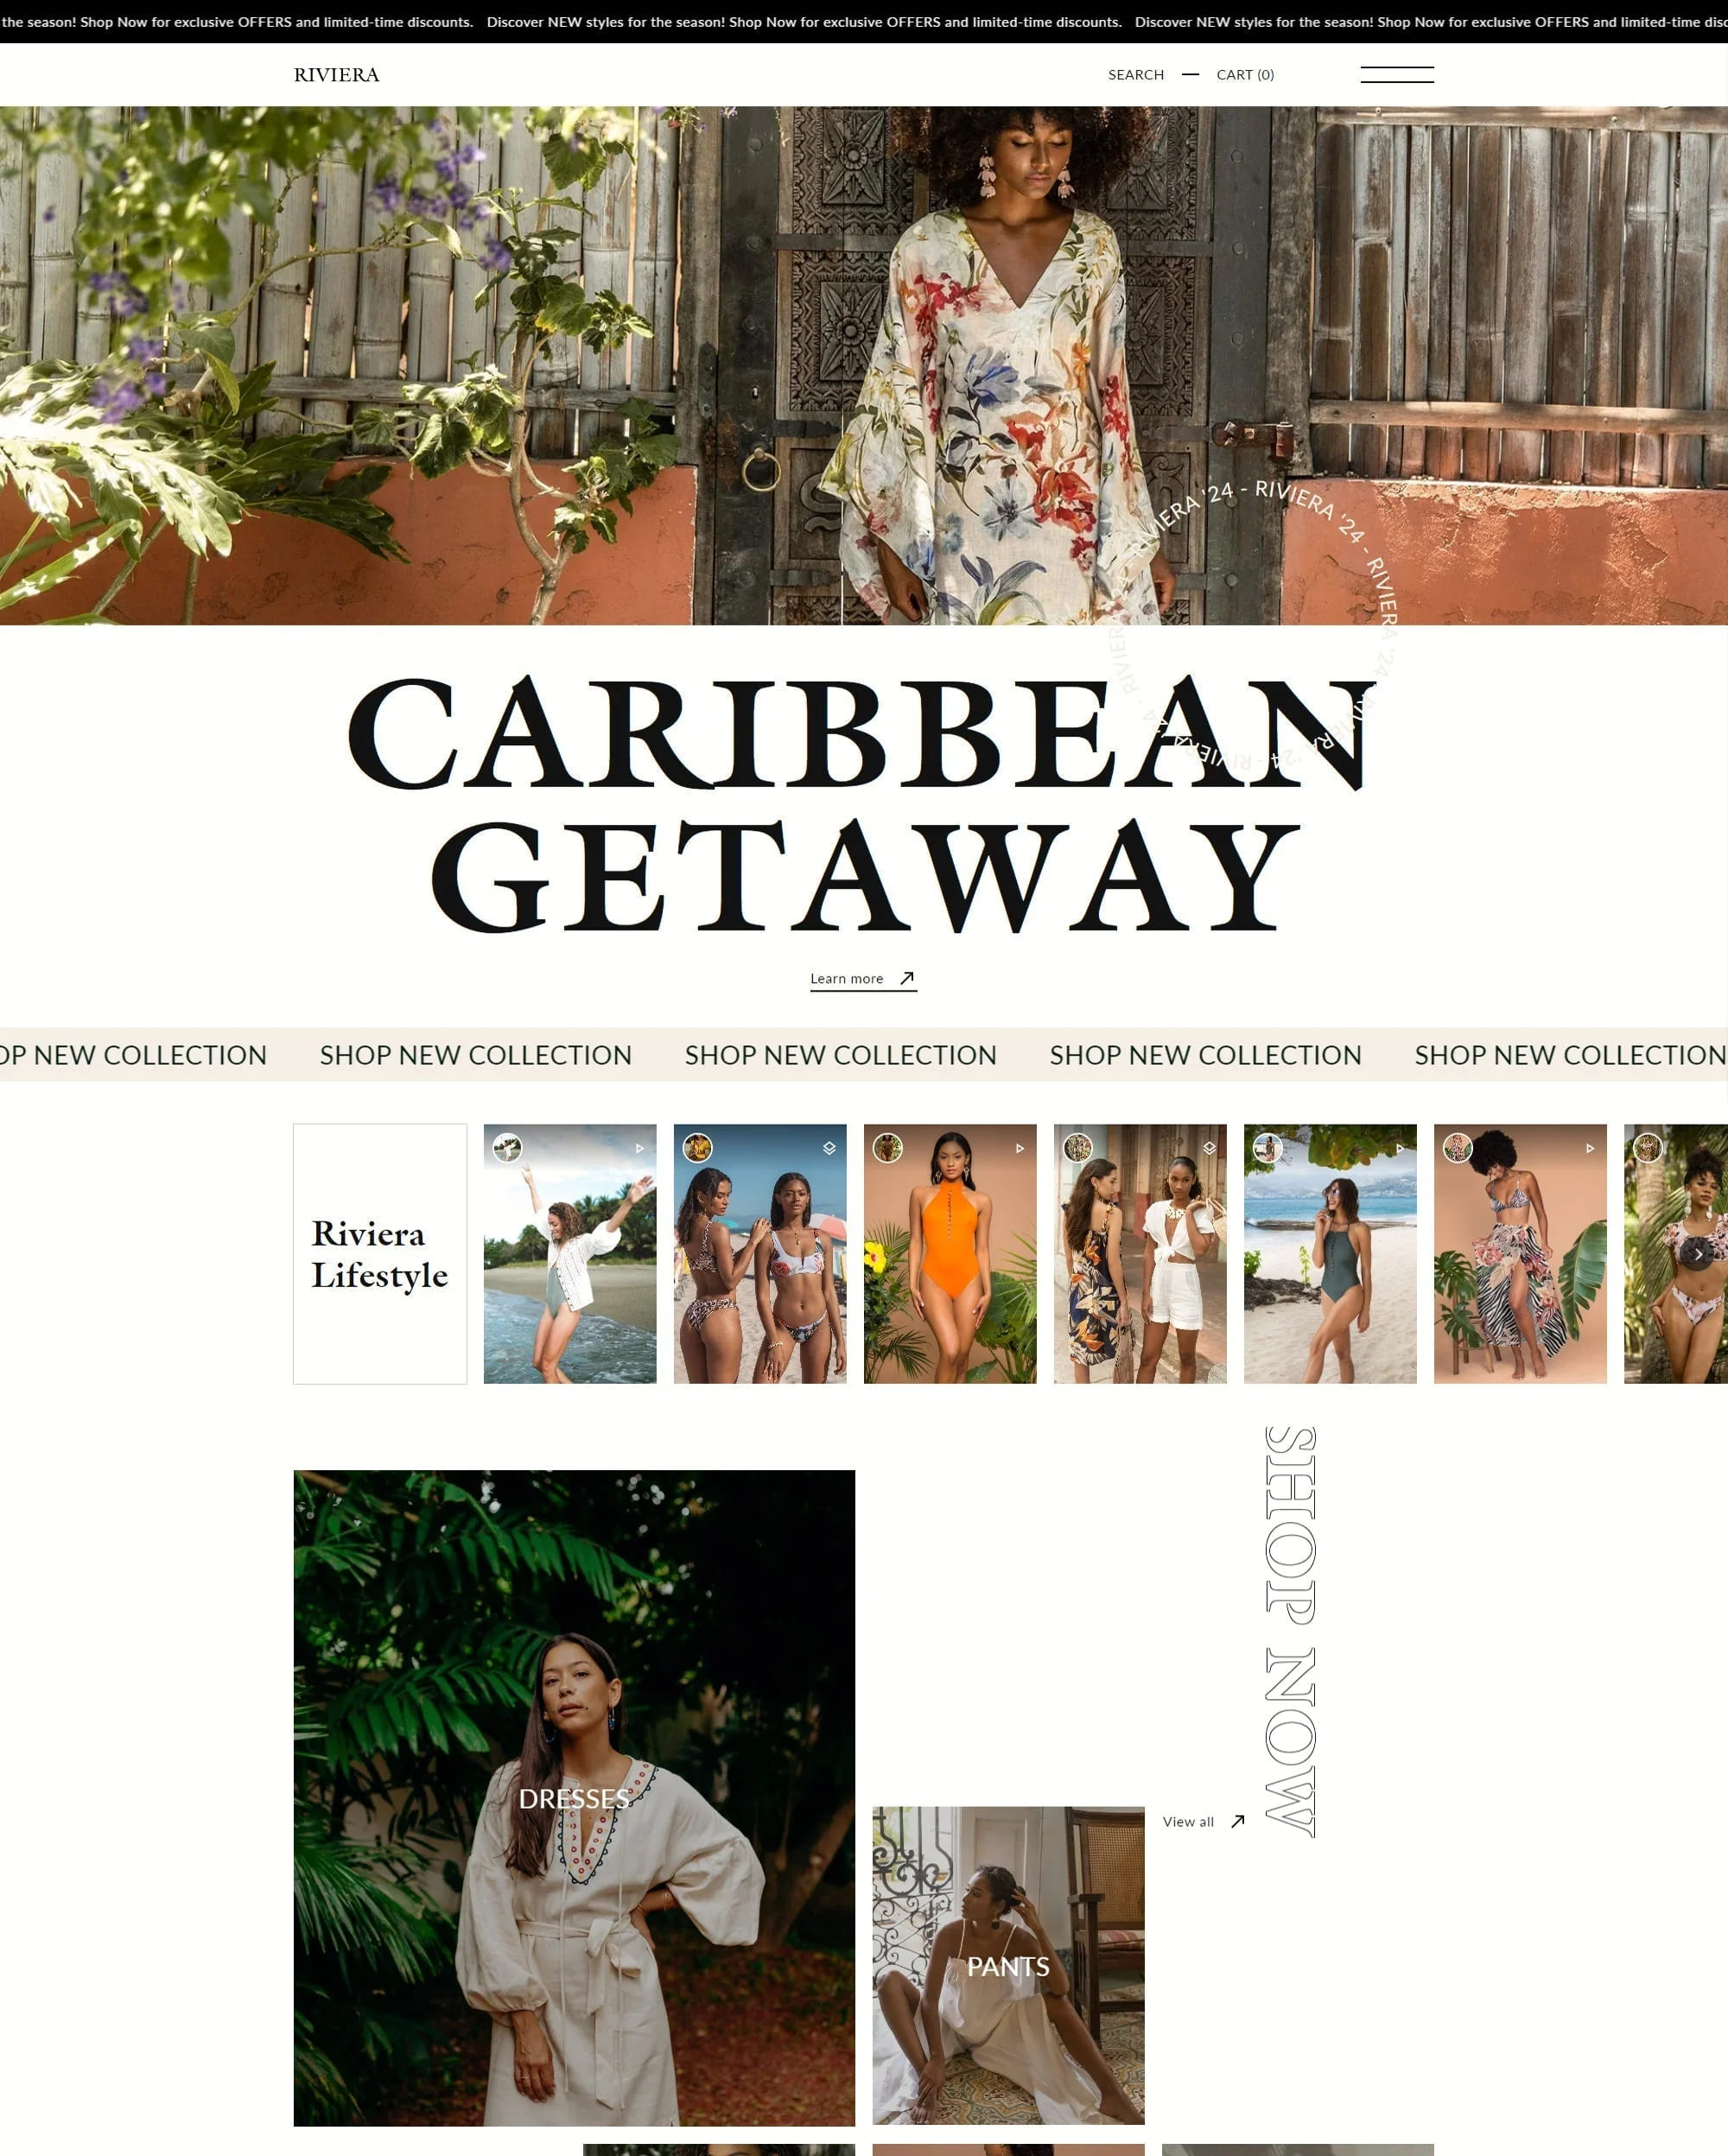 the season! Shop Now for exclusive OFFERS and limited-time discounts. Discover NEW styles for the season! Shop Now for exclusive OFFERS and limited-time discounts. Discover NEW styles for the season! Shop Now for exclusive OFFERS and limited-time
RIVIERA
SEARCH — CART (0)
RIVIERA '24 - RIVIERA '24 - RIVIERA '24 - RIVIERA '24 - RIVIERA '24 - RIVIERA
CARIBBEAN
GETAWAY
Learn more
OP NEW COLLECTION SHOP NEW COLLECTION SHOP NEW COLLECTION SHOP NEW COLLECTION SHOP NEW COLLECTION
Riviera
Lifestyle
SHOP NOW
DRESSES
View all
PANTS